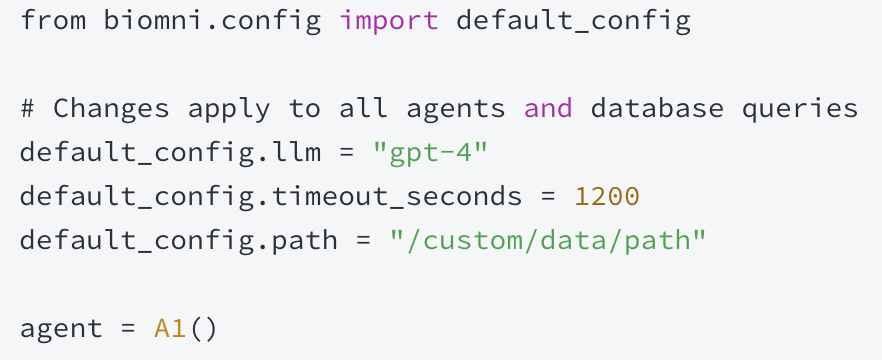 from biomni.config import default_config
# Changes apply to all agents and database queries
default_config.llm = "gpt-4"
default_config.timeout_seconds = 1200
default_config.path = "/custom/data/path"
agent = A1()